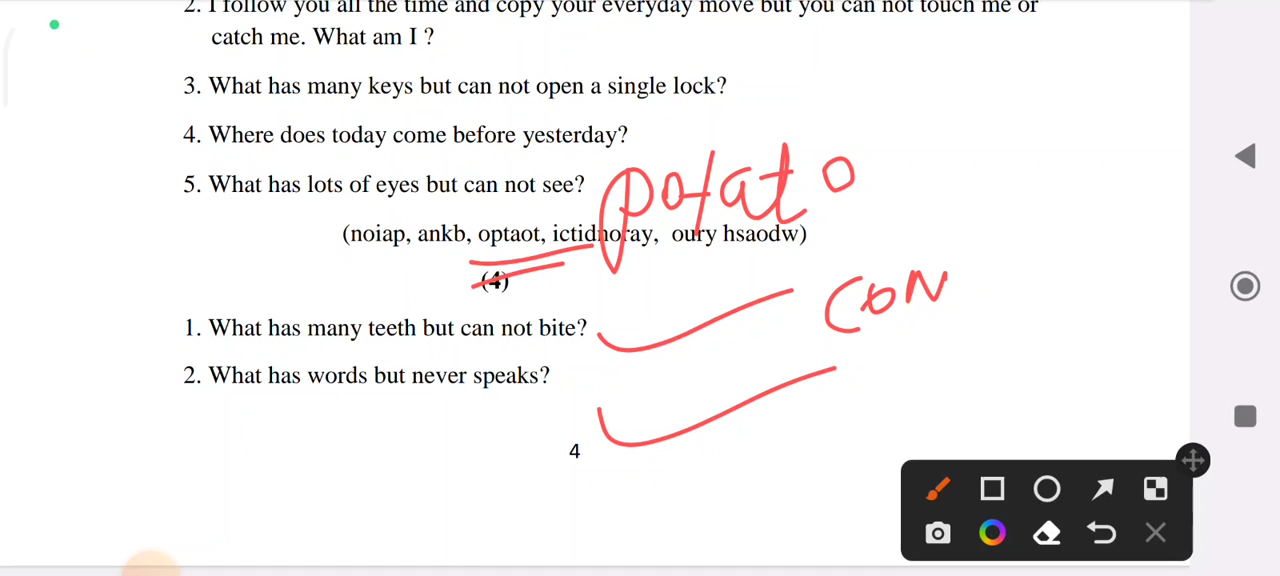 2. I follow you all the time and copy your everyday move but you can not touch me or
catch me. What am I ?
3. What has many keys but can not open a single lock?
4. Where does today come before yesterday?
5. What has lots of eyes but can not see?
potato
(noiap, ankb, optaot, ictidnoray, oury hsaodw)
(4)
CON
1. What has many teeth but can not bite?
2. What has words but never speaks?
4